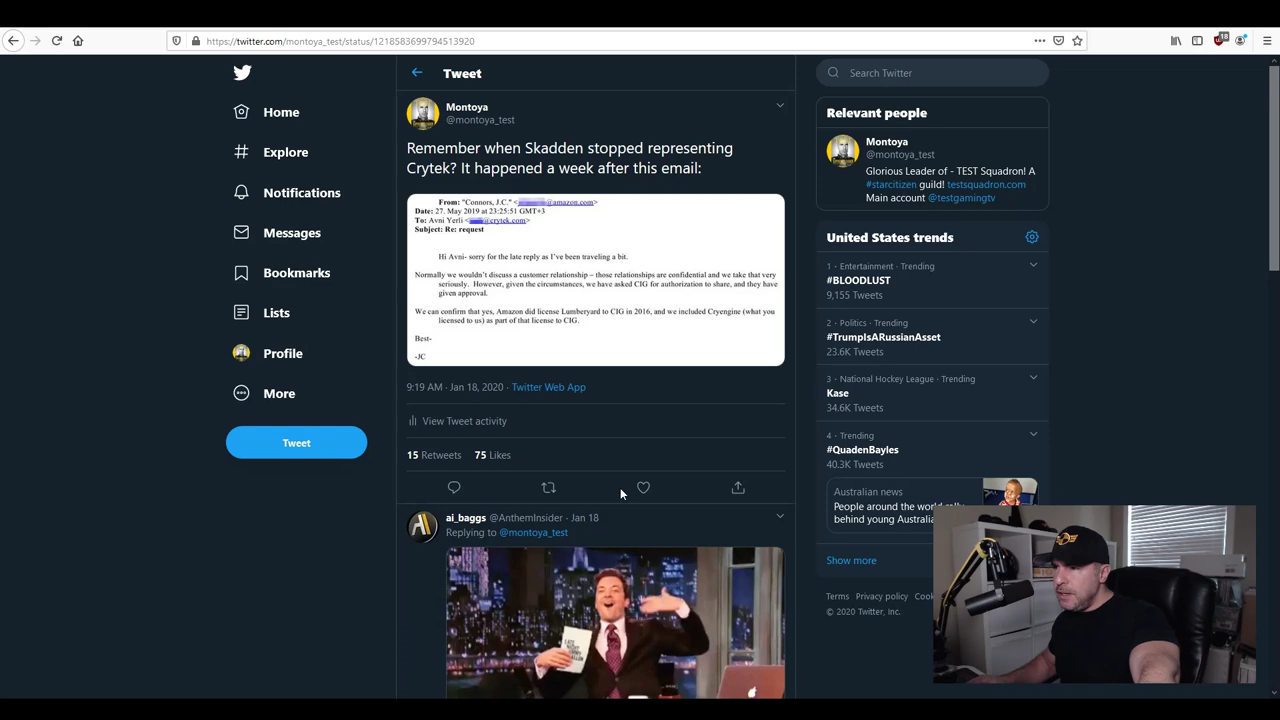 https://twitter.com/montoya_test/status/1218583699794513920
18
Home
Explore
Notifications
Messages
Bookmarks
Lists
Profile
More
Tweet
Tweet
Montoya
@montoya_test
Remember when Skadden stopped representing
Crytek? It happened a week after this email:
From: "Connors, J.C." < @amazon.com>
Date: 27. May 2019 at 23:25:51 GMT+3
To: Avni Yerli < @crytek.com>
Subject: Re: request
Hi Avni- sorry for the late reply as I've been traveling a bit.
Normally we wouldn't discuss a customer relationship – those relationships are confidential and we take that very
seriously. However, given the circumstances, we have asked CIG for authorization to share, and they have
given approval.
We can confirm that yes, Amazon did license Lumberyard to CIG in 2016, and we included Cryengine (what you
licensed to us) as part of that license to CIG.
Best-
-JC
9:19 AM · Jan 18, 2020 · Twitter Web App
View Tweet activity
15 Retweets 75 Likes
ai_baggs @AnthemInsider · Jan 18
Replying to @montoya_test
Search Twitter
Relevant people
Montoya
@montoya_test
Glorious Leader of - TEST Squadron! A
#starcitizen guild! testsquadron.com
Main account @testgamingtv
United States trends
1 · Entertainment · Trending
#BLOODLUST
9,155 Tweets
2 · Politics · Trending
#TrumpIsARussianAsset
23.6K Tweets
3 · National Hockey League · Trending
Kase
34.6K Tweets
4 · Trending
#QuadenBayles
40.3K Tweets
Australian news
People around the world rally
behind young Australia
Show more
Terms Privacy policy Cook
© 2020 Twitter, Inc.